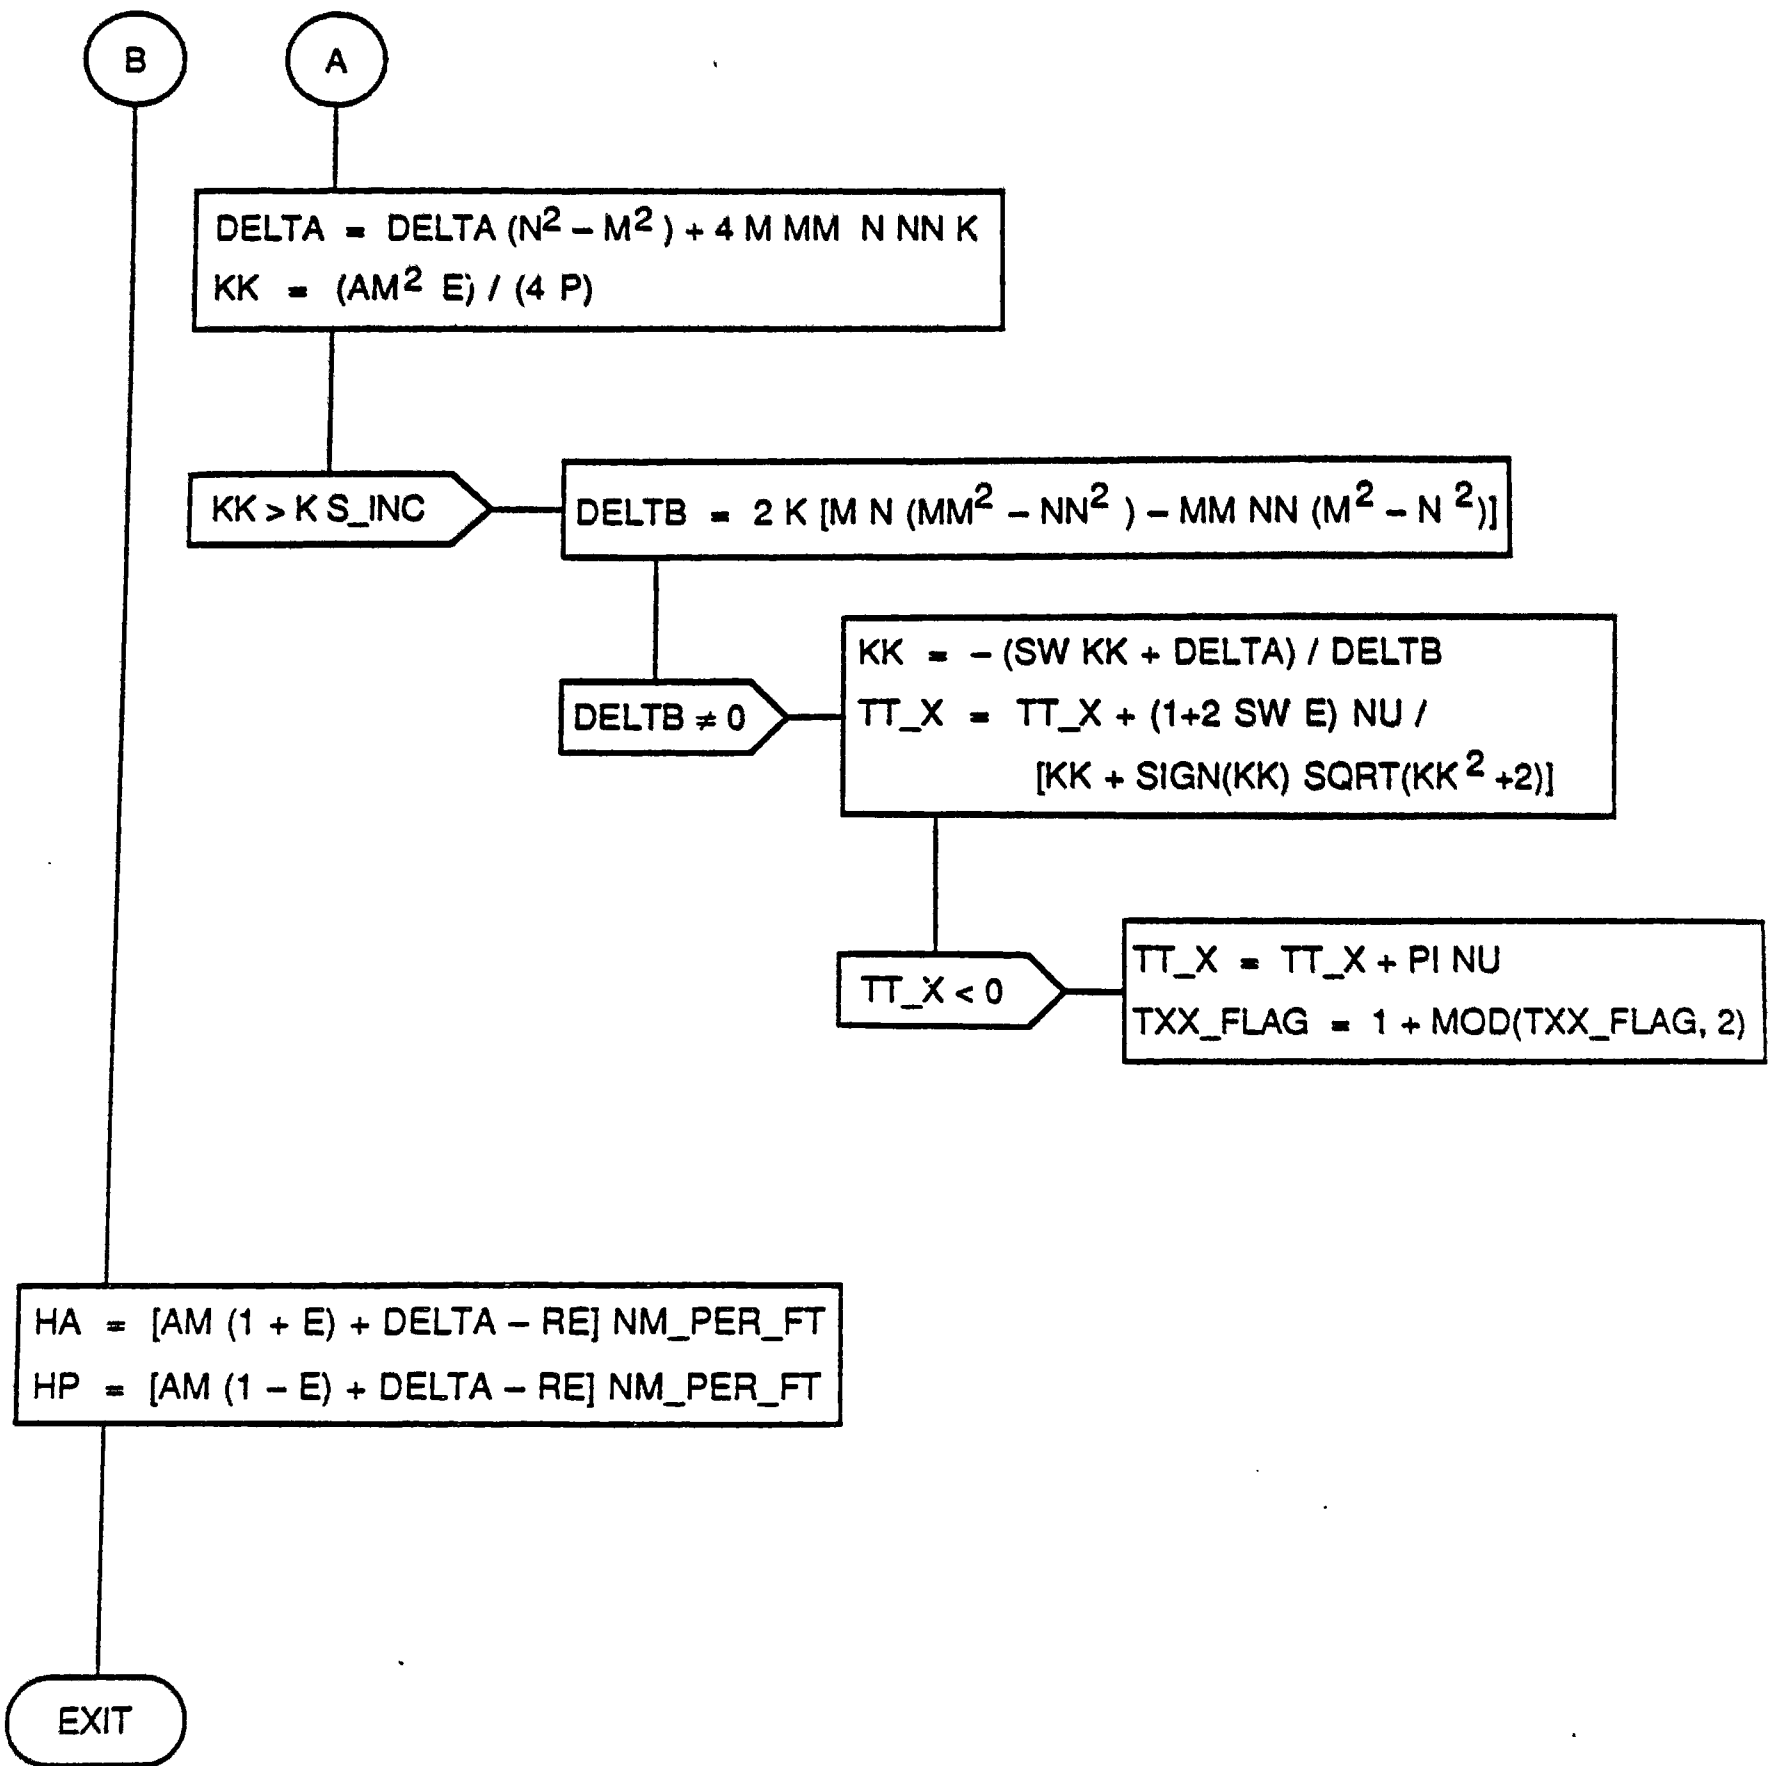 B
A
DELTA = DELTA (N² – M²) + 4 M MM N NN K
KK = (AM² E) / (4 P)
KK > K S_INC
DELTB = 2 K [M N (MM² – NN²) – MM NN (M² – N²)]
DELTB ≠ 0
KK = – (SW KK + DELTA) / DELTB
TT_X = TT_X + (1+2 SW E) NU /
[KK + SIGN(KK) SQRT(KK² +2)]
TT_X < 0
TT_X = TT_X + PI NU
TXX_FLAG = 1 + MOD(TXX_FLAG, 2)
HA = [AM (1 + E) + DELTA – RE] NM_PER_FT
HP = [AM (1 – E) + DELTA – RE] NM_PER_FT
EXIT